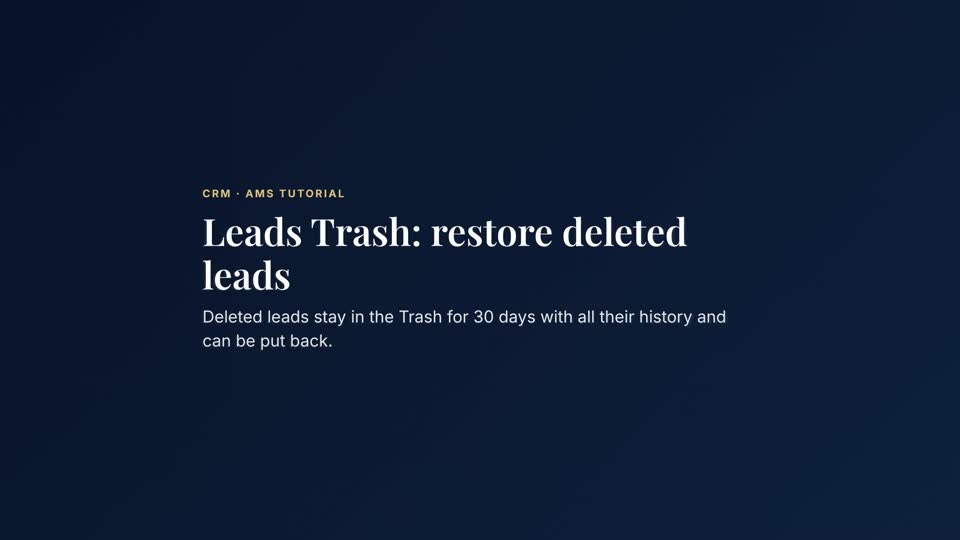 CRM · AMS TUTORIAL
Leads Trash: restore deleted
leads
Deleted leads stay in the Trash for 30 days with all their history and
can be put back.